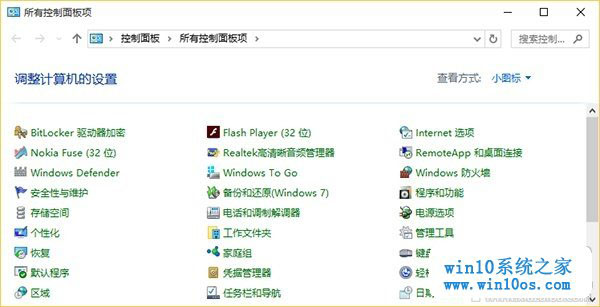 所有控制面板项
控制面板 所有控制面板项 搜索控制...
调整计算机的设置 查看方式: 小图标
BitLocker 驱动器加密 Flash Player (32 位) Internet 选项
Nokia Fuse (32 位) Realtek高清晰音频管理器 RemoteApp 和桌面连接
Windows Defender Windows To Go Windows 防火墙
安全性与维护 备份和还原(Windows 7) 程序和功能
存储空间 电话和调制解调器 电源选项
个性化 工作文件夹 管理工具
恢复 家庭组 键盘
默认程序 凭据管理器
区域 任务栏和导航 日期
win10系统之家
www.win10os.com